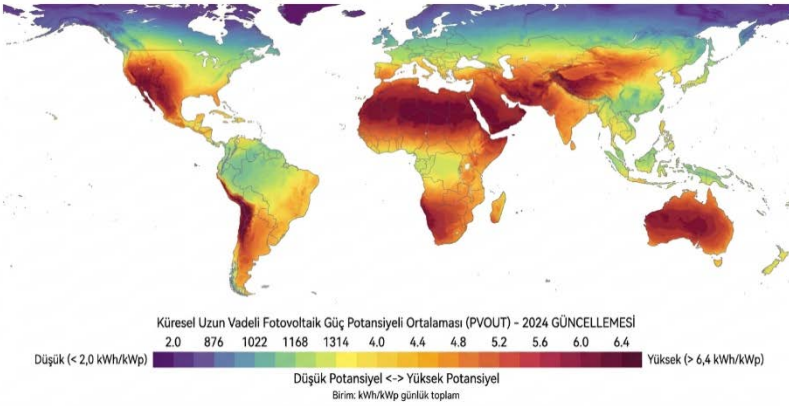 Küresel Uzun Vadeli Fotovoltaik Güç Potansiyeli Ortalaması (PVOUT) - 2024 GÜNCELLEMESİ
2.0 876 1022 1168 1314 4.0 4.4 4.8 5.2 5.6 6.0 6.4
Düşük (< 2,0 kWh/kWp) Yüksek (> 6,4 kWh/kWp)
Düşük Potansiyel <-> Yüksek Potansiyel
Birim: kWh/kWp günlük toplam